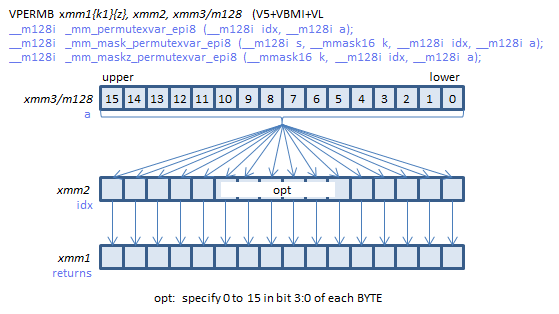 VPERMB xmm1{k1}{z}, xmm2, xmm3/m128 (V5+VBMI+VL
__m128i _mm_permutexvar_epi8 (__m128i idx, __m128i a);
__m128i _mm_mask_permutexvar_epi8 (__m128i s, __mmask16 k, __m128i idx, __m128i a);
__m128i _mm_maskz_permutexvar_epi8 (__mmask16 k, __m128i idx, __m128i a);
upper lower
xmm3/m128 15 14 13 12 11 10 9 8 7 6 5 4 3 2 1 0
a
xmm2 opt
idx
xmm1
returns
opt: specify 0 to 15 in bit 3:0 of each BYTE